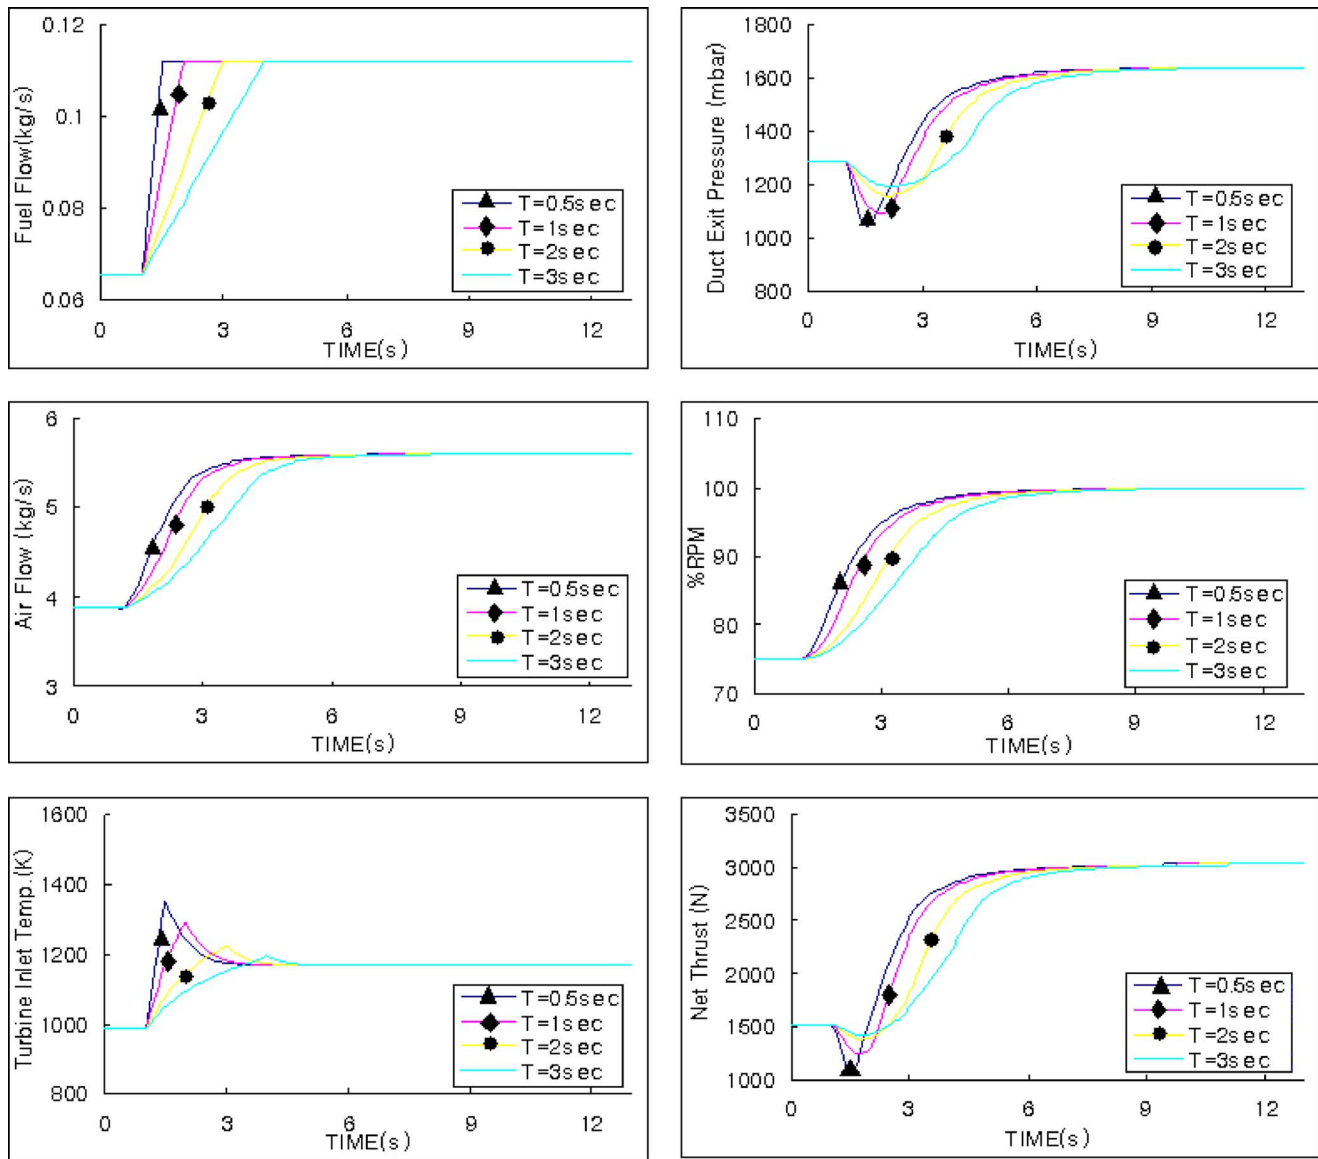 0.12
0.1
0.08
0.06
Fuel Flow(kg/s)
T=0.5sec
T=1sec
T=2sec
T=3sec
0 3 6 9 12
TIME(s)
1800
1600
1400
1200
1000
800
Duct Exit Pressure (mbar)
T=0.5sec
T=1sec
T=2sec
T=3sec
0 3 6 9 12
TIME(s)
6
5
4
3
Air Flow (kg/s)
T=0.5sec
T=1sec
T=2sec
T=3sec
0 3 6 9 12
TIME(s)
110
100
90
80
70
%RPM
T=0.5sec
T=1sec
T=2sec
T=3sec
0 3 6 9 12
TIME(s)
1600
1400
1200
1000
800
Turbine Inlet Temp.(K)
T=0.5sec
T=1sec
T=2sec
T=3sec
0 3 6 9 12
TIME(s)
3500
3000
2500
2000
1500
1000
Net Thrust (N)
T=0.5sec
T=1sec
T=2sec
T=3sec
0 3 6 9 12
TIME(s)